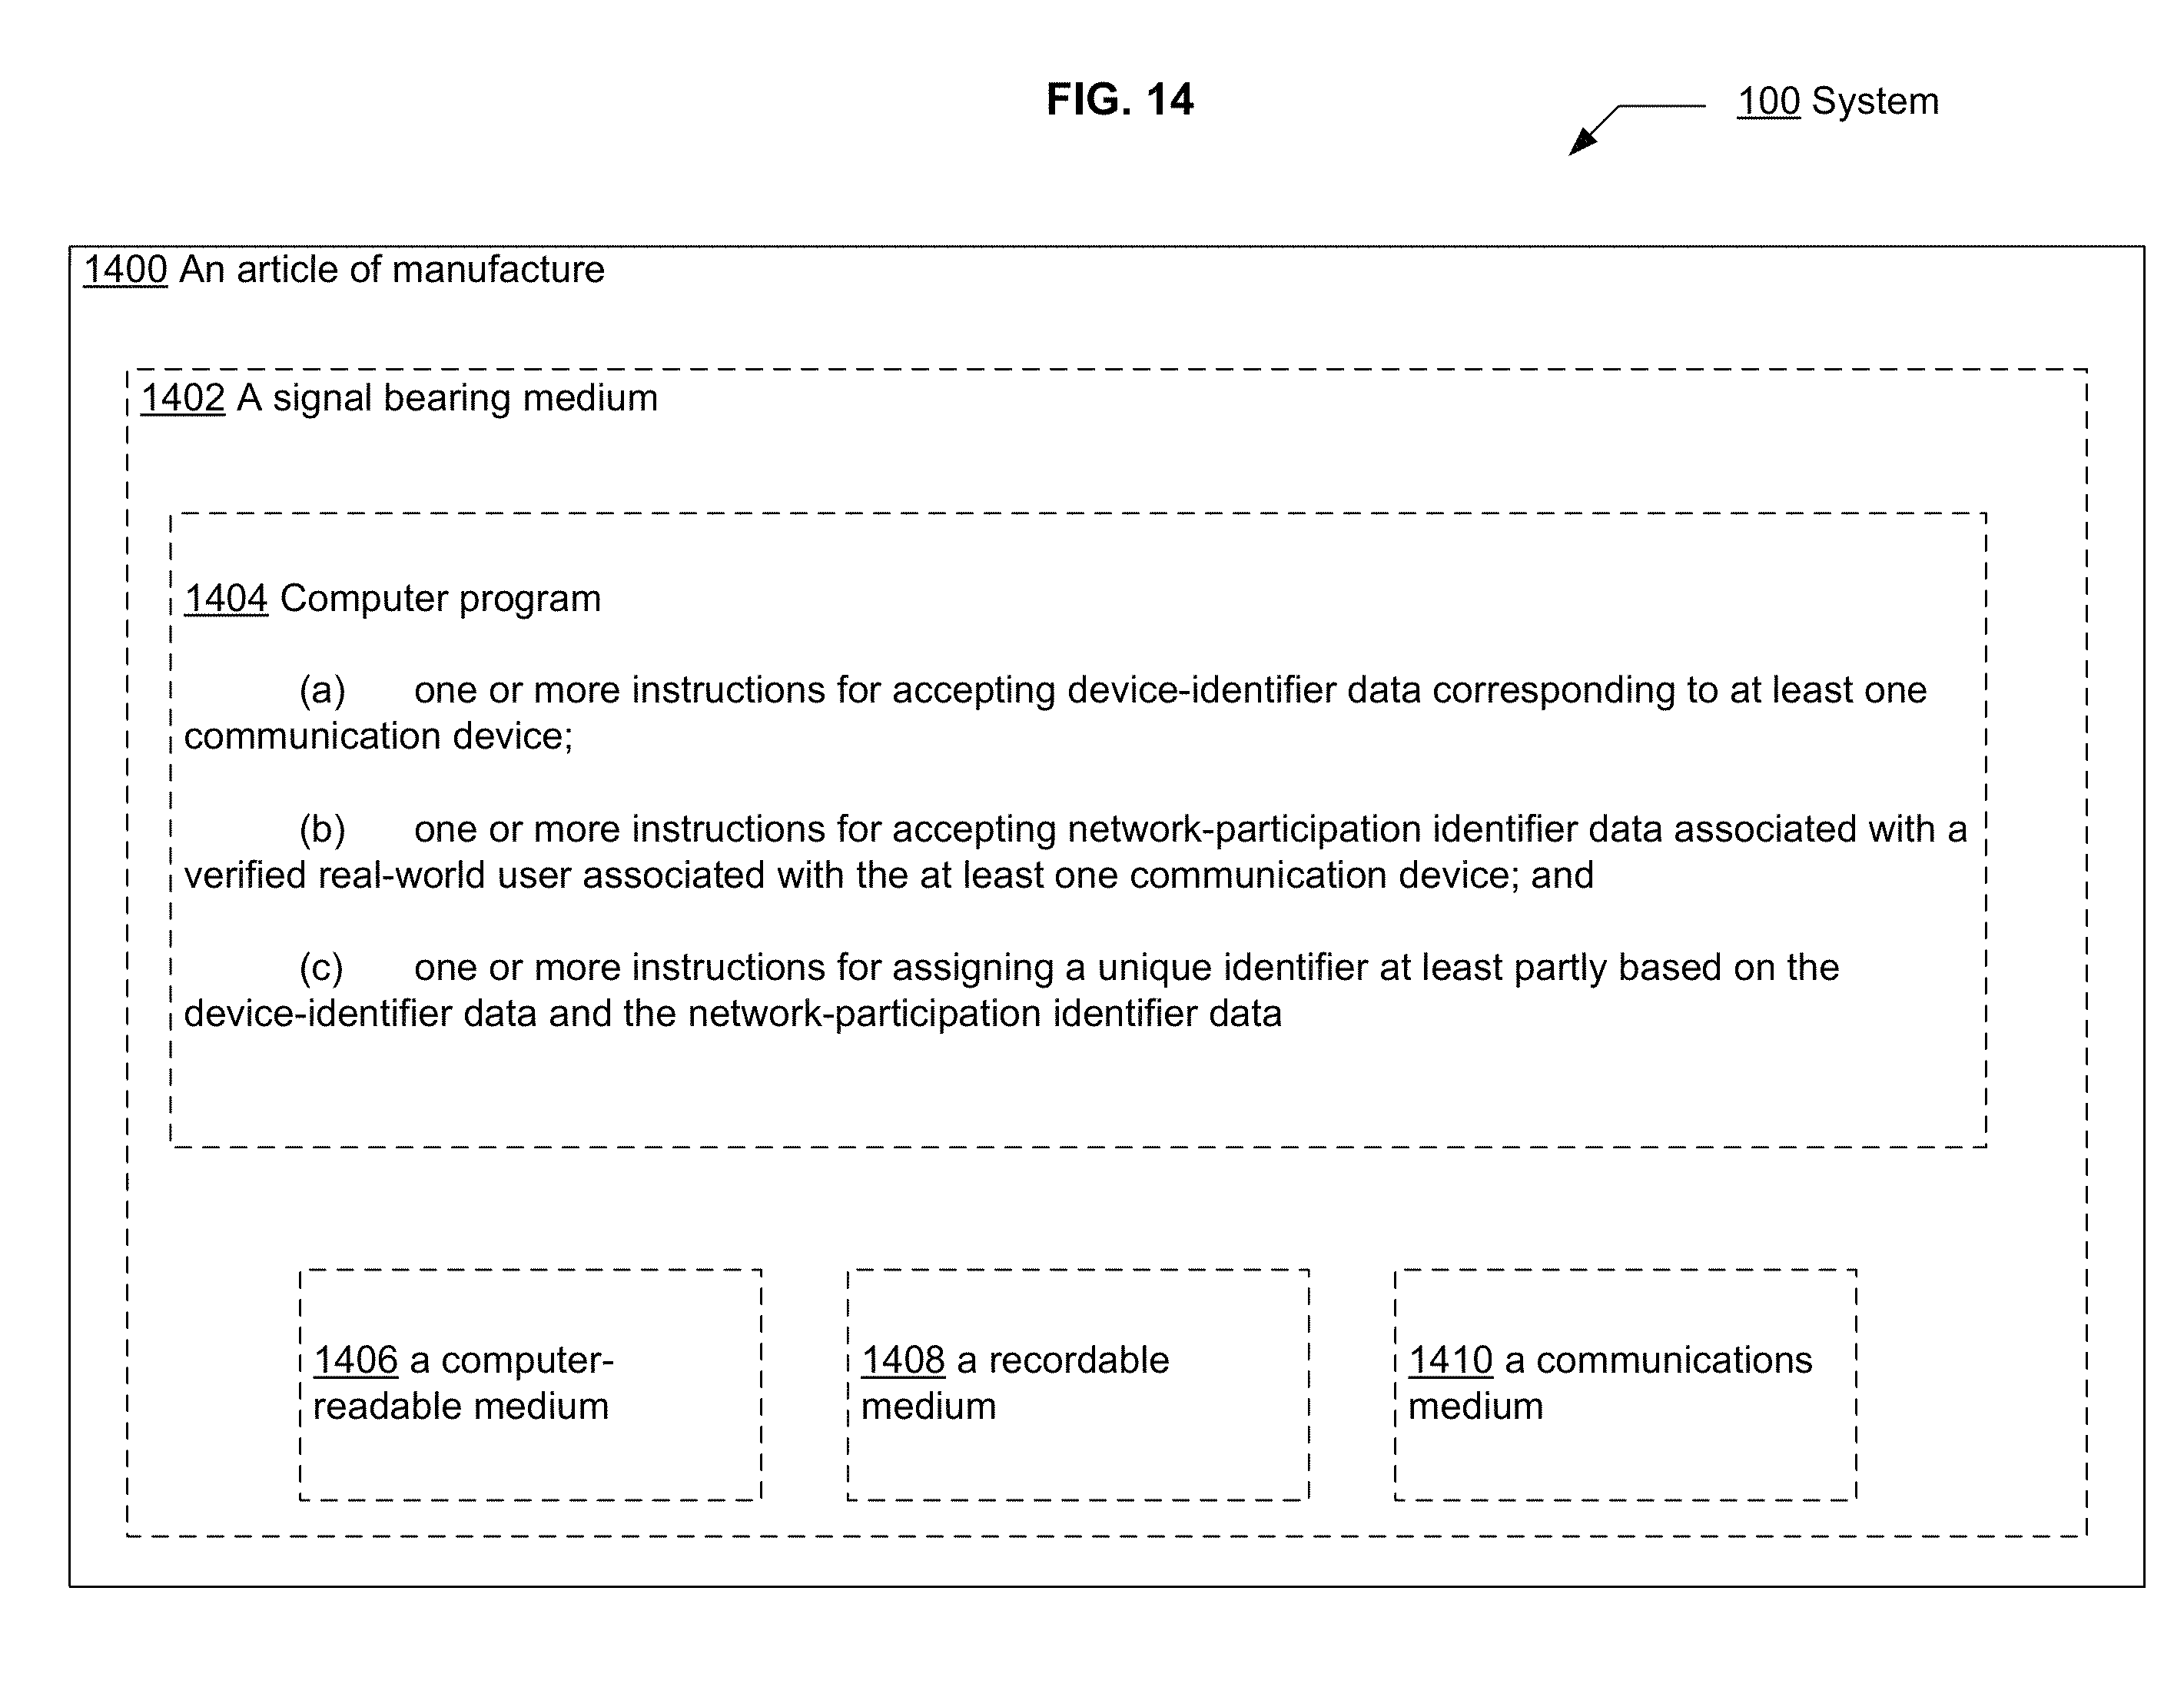 FIG. 14
100 System
1400 An article of manufacture
1402 A signal bearing medium
1404 Computer program
(a) one or more instructions for accepting device-identifier data corresponding to at least one
communication device;
(b) one or more instructions for accepting network-participation identifier data associated with a
verified real-world user associated with the at least one communication device; and
(c) one or more instructions for assigning a unique identifier at least partly based on the
device-identifier data and the network-participation identifier data
1406 a computer-
readable medium
1408 a recordable
medium
1410 a communications
medium